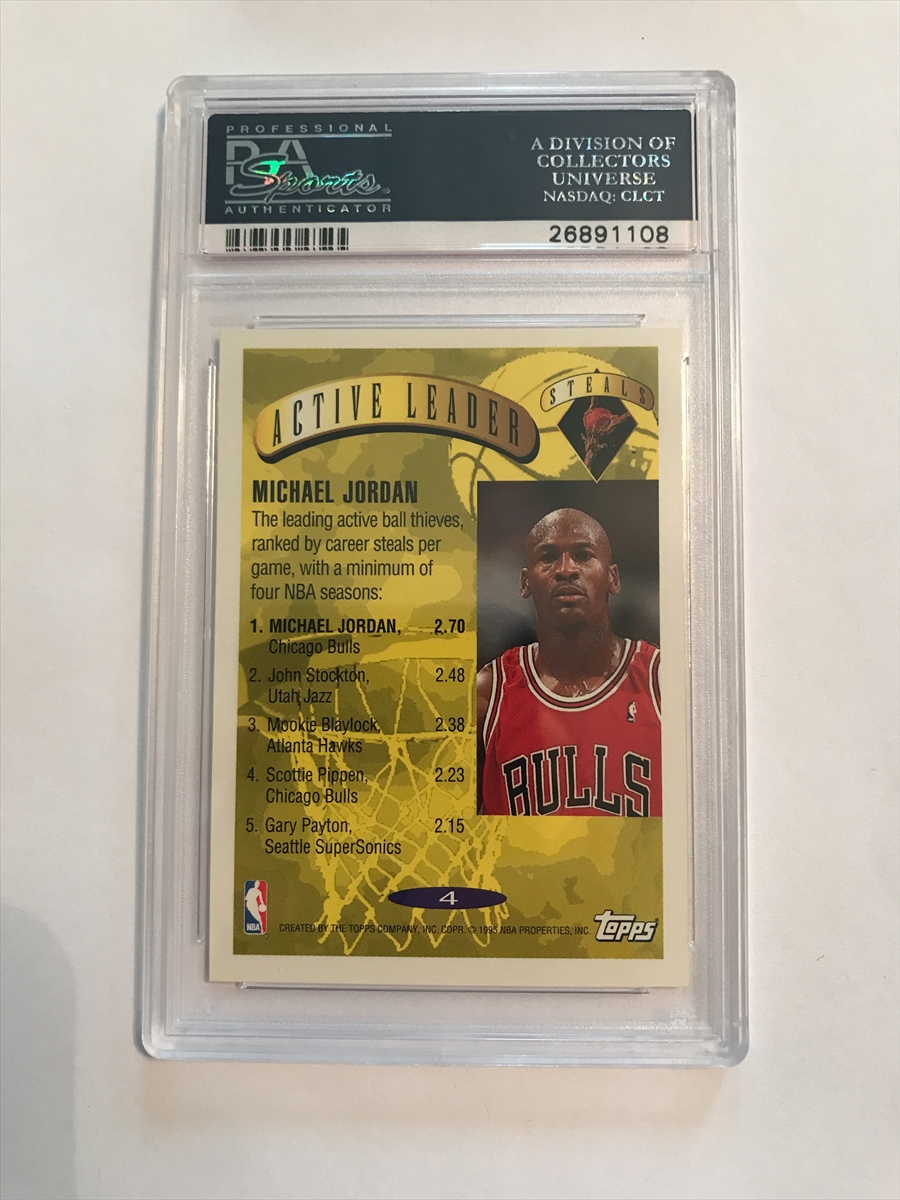 PROFESSIONAL
PSA
Sports
AUTHENTICATOR
A DIVISION OF
COLLECTORS
UNIVERSE
NASDAQ: CLCT
26891108
ACTIVE LEADER
STEALS
MICHAEL JORDAN
The leading active ball thieves,
ranked by career steals per
game, with a minimum of
four NBA seasons:
1. MICHAEL JORDAN, 2.70
Chicago Bulls
2. John Stockton, 2.48
Utah Jazz
3. Mookie Blaylock, 2.38
Atlanta Hawks
4. Scottie Pippen, 2.23
Chicago Bulls
5. Gary Payton, 2.15
Seattle SuperSonics
BULLS
4
NBA
CREATED BY THE TOPPS COMPANY, INC. COPR. © 1995 NBA PROPERTIES, INC.
Topps